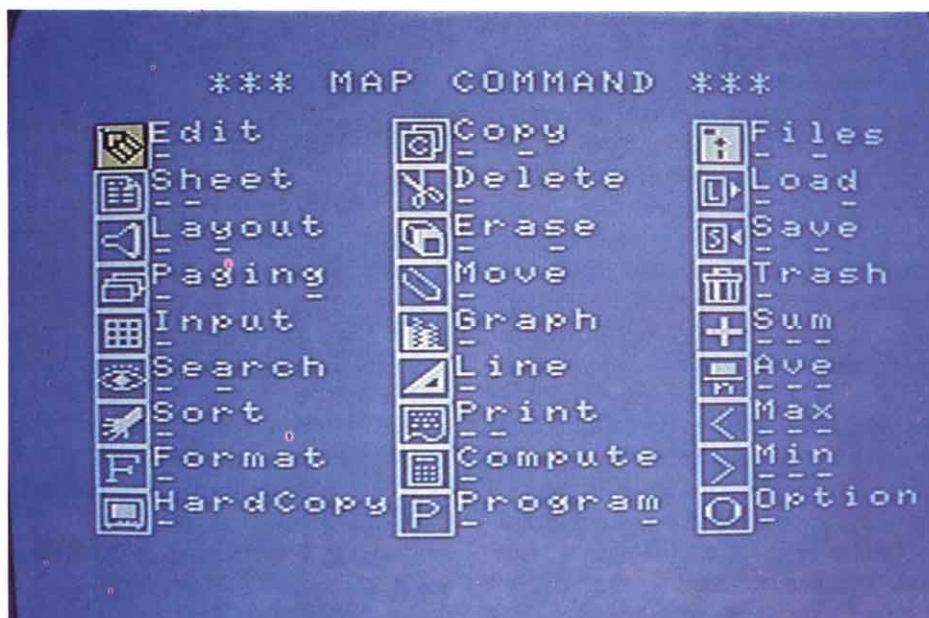 *** MAP COMMAND ***
Edit Copy Files
Sheet Delete Load
Layout Erase Save
Paging Move Trash
Input Graph Sum
Search Line Ave
Sort Print Max
Format Compute Min
HardCopy Program Option